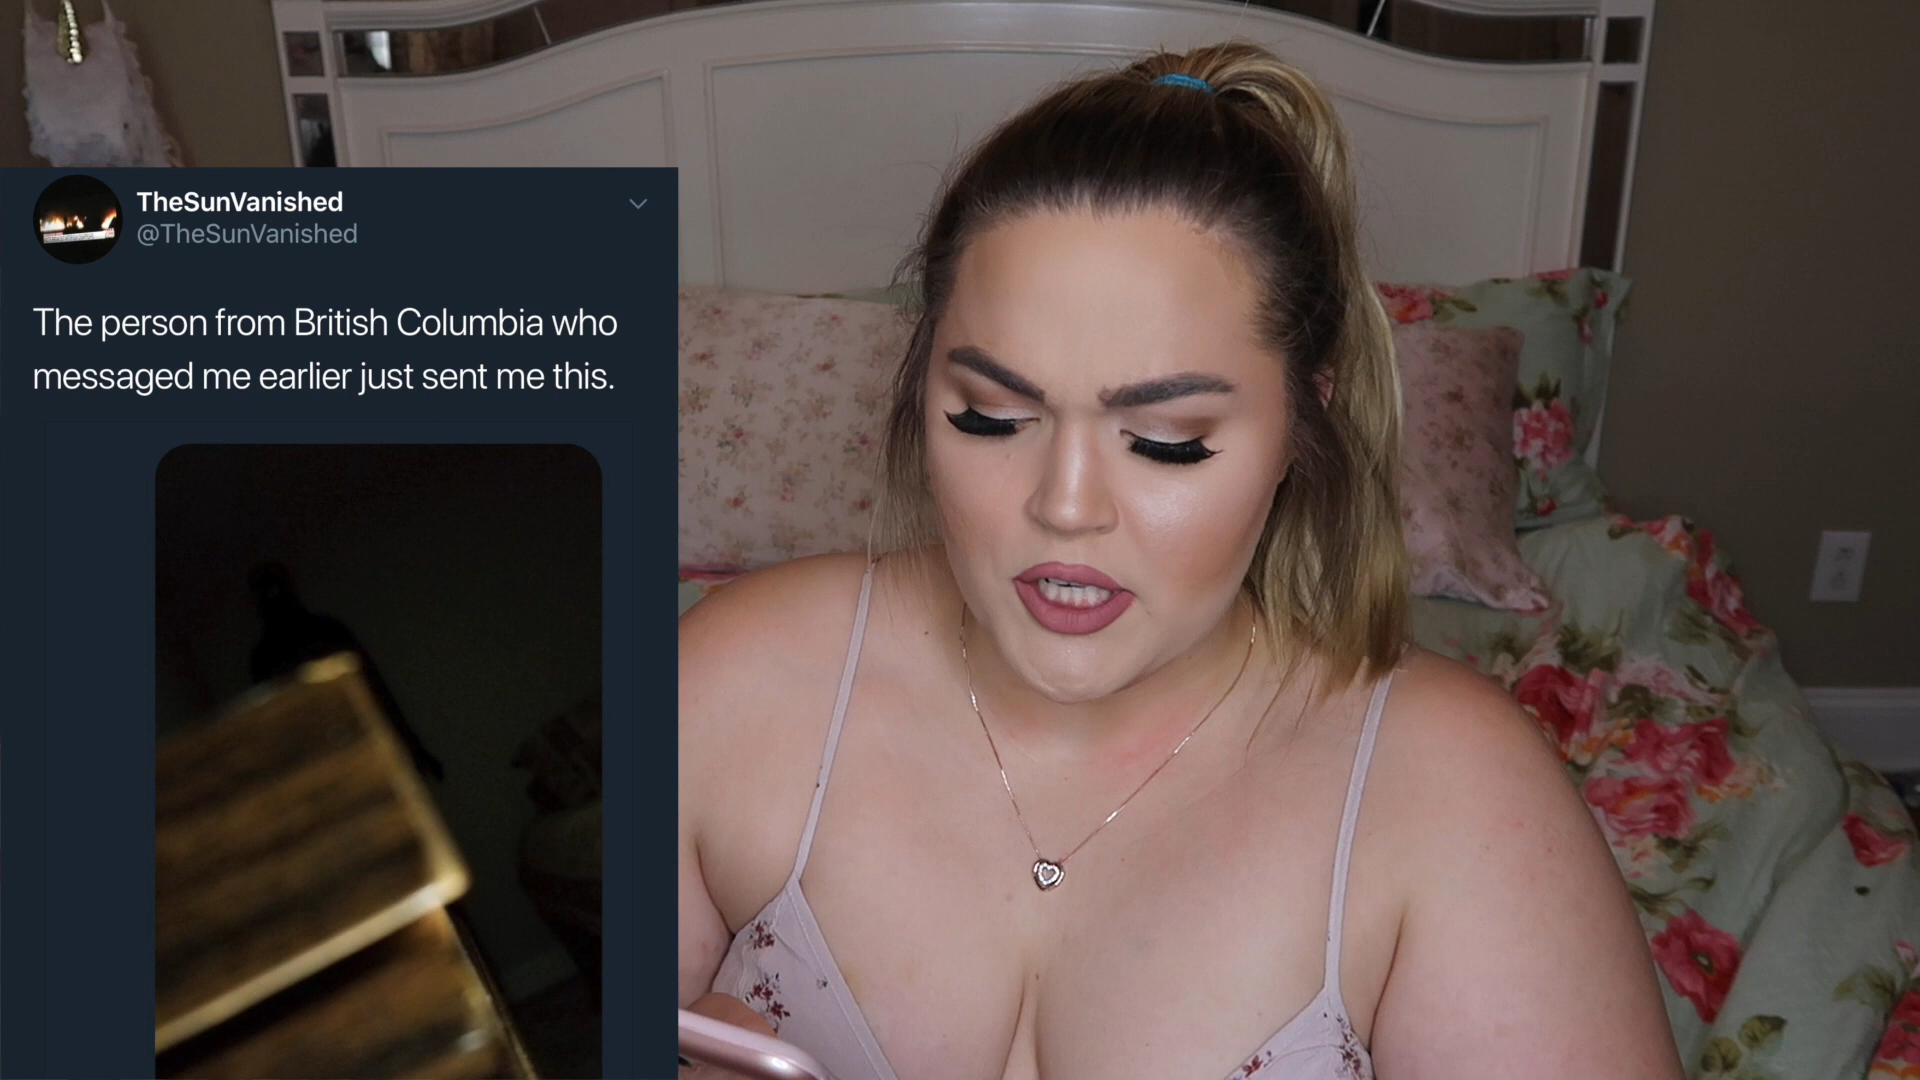 TheSunVanished
@TheSunVanished
The person from British Columbia who
messaged me earlier just sent me this.